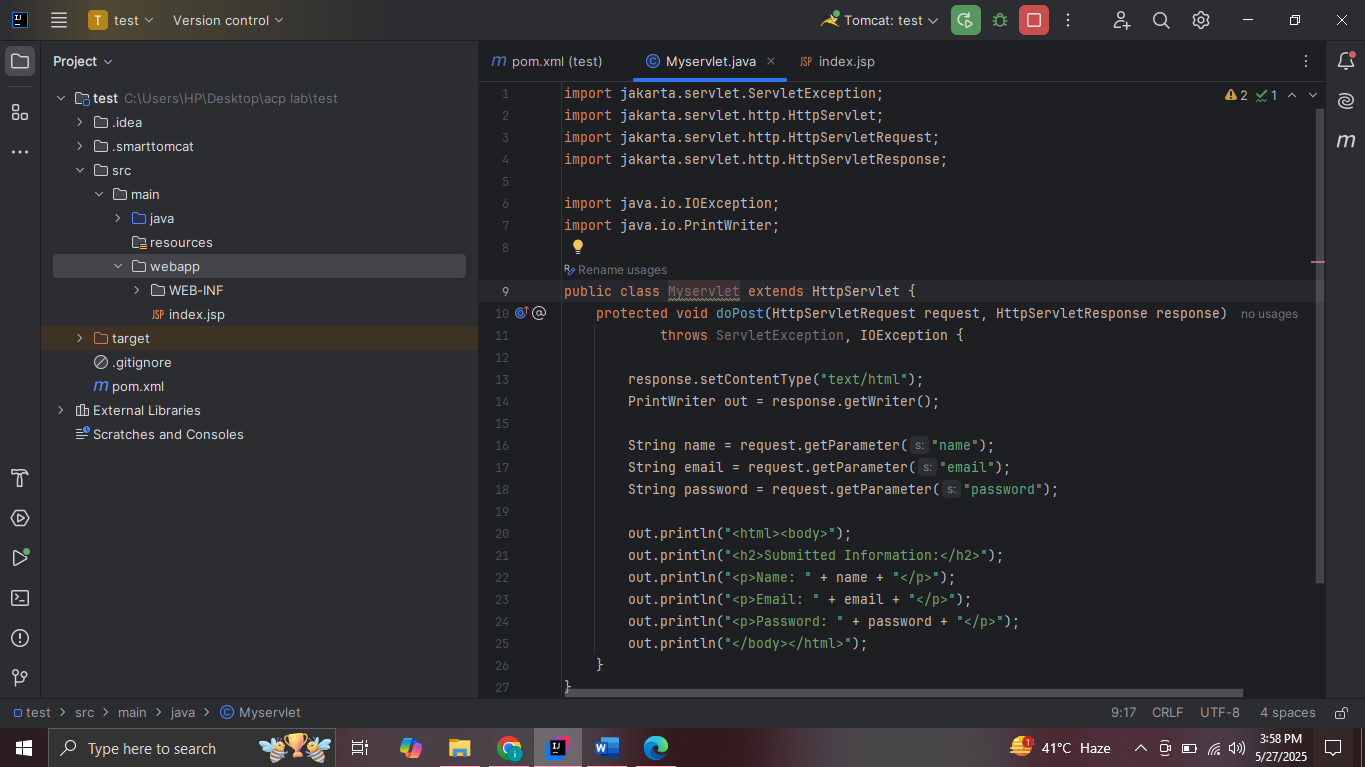 T test Version control Tomcat: test
Project
pom.xml (test) Myservlet.java index.jsp
test C:\Users\HP\Desktop\acp lab\test
.idea
.smarttomcat
src
main
java
resources
webapp
WEB-INF
JSP index.jsp
target
.gitignore
m pom.xml
External Libraries
Scratches and Consoles
2 1
1 import jakarta.servlet.ServletException;
2 import jakarta.servlet.http.HttpServlet;
3 import jakarta.servlet.http.HttpServletRequest;
4 import jakarta.servlet.http.HttpServletResponse;
5
6 import java.io.IOException;
7 import java.io.PrintWriter;
8
Rename usages
9 public class Myservlet extends HttpServlet {
10 protected void doPost(HttpServletRequest request, HttpServletResponse response) no usages
11 throws ServletException, IOException {
12
13 response.setContentType("text/html");
14 PrintWriter out = response.getWriter();
15
16 String name = request.getParameter( s: "name");
17 String email = request.getParameter( s: "email");
18 String password = request.getParameter( s: "password");
19
20 out.println("<html><body>");
21 out.println("<h2>Submitted Information:</h2>");
22 out.println("<p>Name: " + name + "</p>");
23 out.println("<p>Email: " + email + "</p>");
24 out.println("<p>Password: " + password + "</p>");
25 out.println("</body></html>");
26 }
27 }
test > src > main > java > Myservlet 9:17 CRLF UTF-8 4 spaces
Type here to search
1 41°C Haze
3:58 PM
5/27/2025